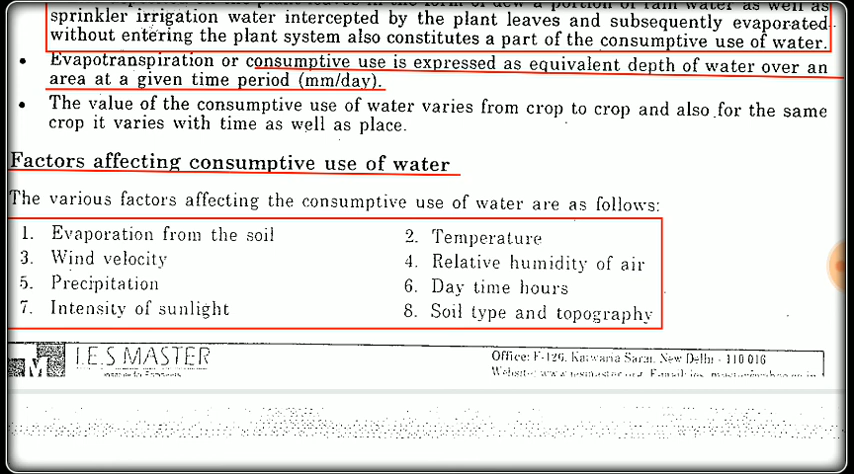 sprinkler irrigation water intercepted by the plant leaves and subsequently evaporated
without entering the plant system also constitutes a part of the consumptive use of water.
• Evapotranspiration or consumptive use is expressed as equivalent depth of water over an
area at a given time period (mm/day).
• The value of the consumptive use of water varies from crop to crop and also for the same
crop it varies with time as well as place.
Factors affecting consumptive use of water
The various factors affecting the consumptive use of water are as follows:
1. Evaporation from the soil 2. Temperature
3. Wind velocity 4. Relative humidity of air
5. Precipitation 6. Day time hours
7. Intensity of sunlight 8. Soil type and topography
M I.E.S MASTER
Office: F-126, Katwaria Sarai, New Delhi - 110 016